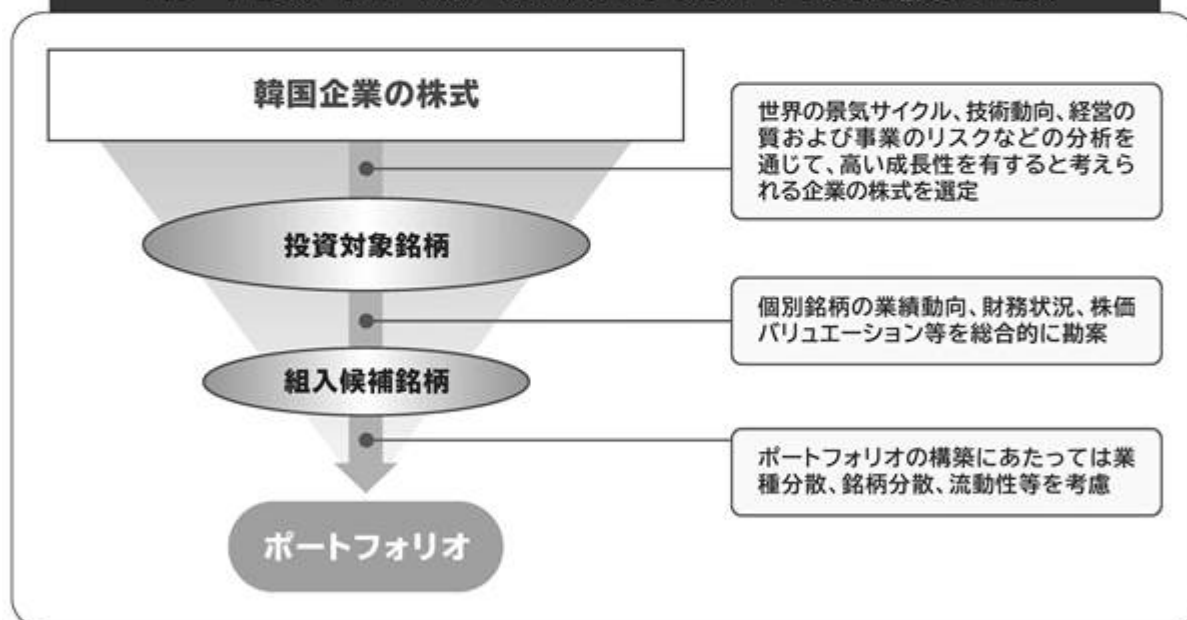 韓国企業の株式
世界の景気サイクル、技術動向、経営の
質および事業のリスクなどの分析を
通じて、高い成長性を有すると考えら
れる企業の株式を選定
投資対象銘柄
個別銘柄の業績動向、財務状況、株価
バリュエーション等を総合的に勘案
組入候補銘柄
ポートフォリオの構築にあたっては業
種分散、銘柄分散、流動性等を考慮
ポートフォリオ